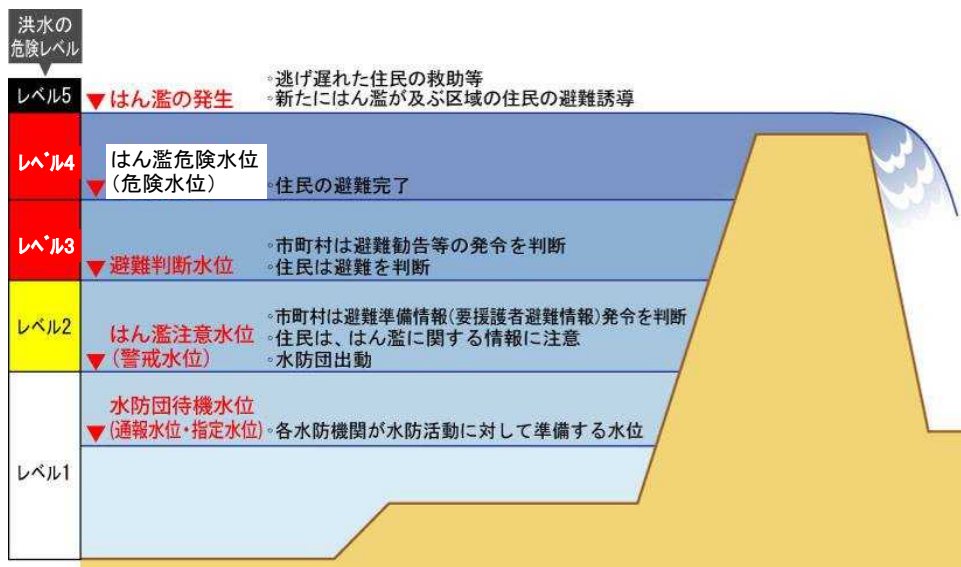 洪水の
危険レベル
レベル5
▼はん濫の発生
◦逃げ遅れた住民の救助等
◦新たにはん濫が及ぶ区域の住民の避難誘導
レベル4
はん濫危険水位
▼(危険水位)
◦住民の避難完了
レベル3
▼避難判断水位
◦市町村は避難勧告等の発令を判断
◦住民は避難を判断
レベル2
はん濫注意水位
▼(警戒水位)
◦市町村は避難準備情報(要援護者避難情報)発令を判断
◦住民は、はん濫に関する情報に注意
◦水防団出動
水防団待機水位
▼(通報水位・指定水位)
◦各水防機関が水防活動に対して準備する水位
レベル1